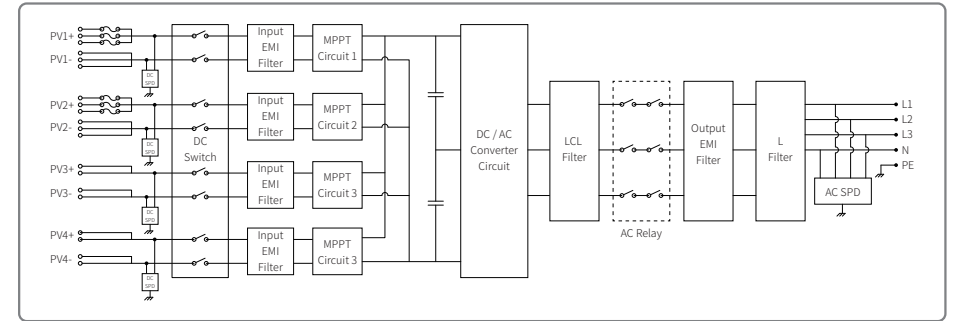 PV1+
PV1-
DC
SPD
PV2+
PV2-
DC
SPD
PV3+
PV3-
DC
SPD
PV4+
PV4-
DC
SPD
DC
Switch
Input
EMI
Filter
MPPT
Circuit 1
Input
EMI
Filter
MPPT
Circuit 2
Input
EMI
Filter
MPPT
Circuit 3
Input
EMI
Filter
MPPT
Circuit 3
DC / AC
Converter
Circuit
LCL
Filter
AC Relay
Output
EMI
Filter
L
Filter
L1
L2
L3
N
PE
AC SPD